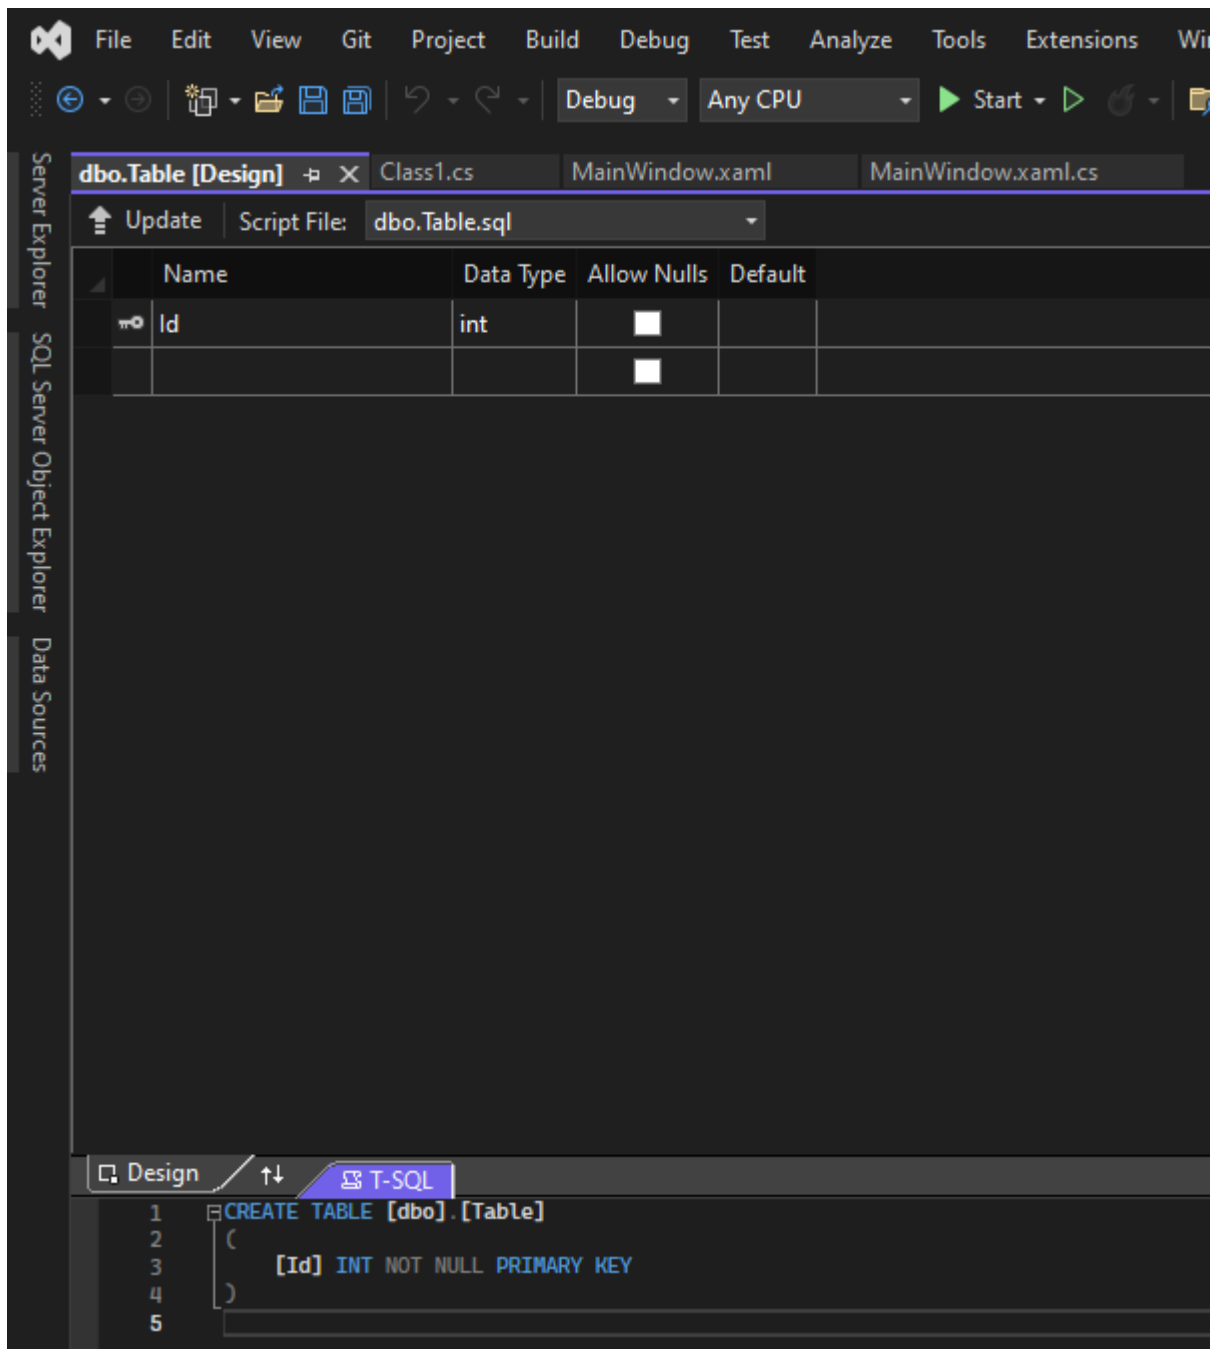 File Edit View Git Project Build Debug Test Analyze Tools Extensions
Debug Any CPU Start
dbo.Table [Design] Class1.cs MainWindow.xaml MainWindow.xaml.cs
Update Script File: dbo.Table.sql
Name Data Type Allow Nulls Default
Id int
Server Explorer
SQL Server Object Explorer
Data Sources
Design T-SQL
1 CREATE TABLE [dbo].[Table]
2 (
3 [Id] INT NOT NULL PRIMARY KEY
4 )
5